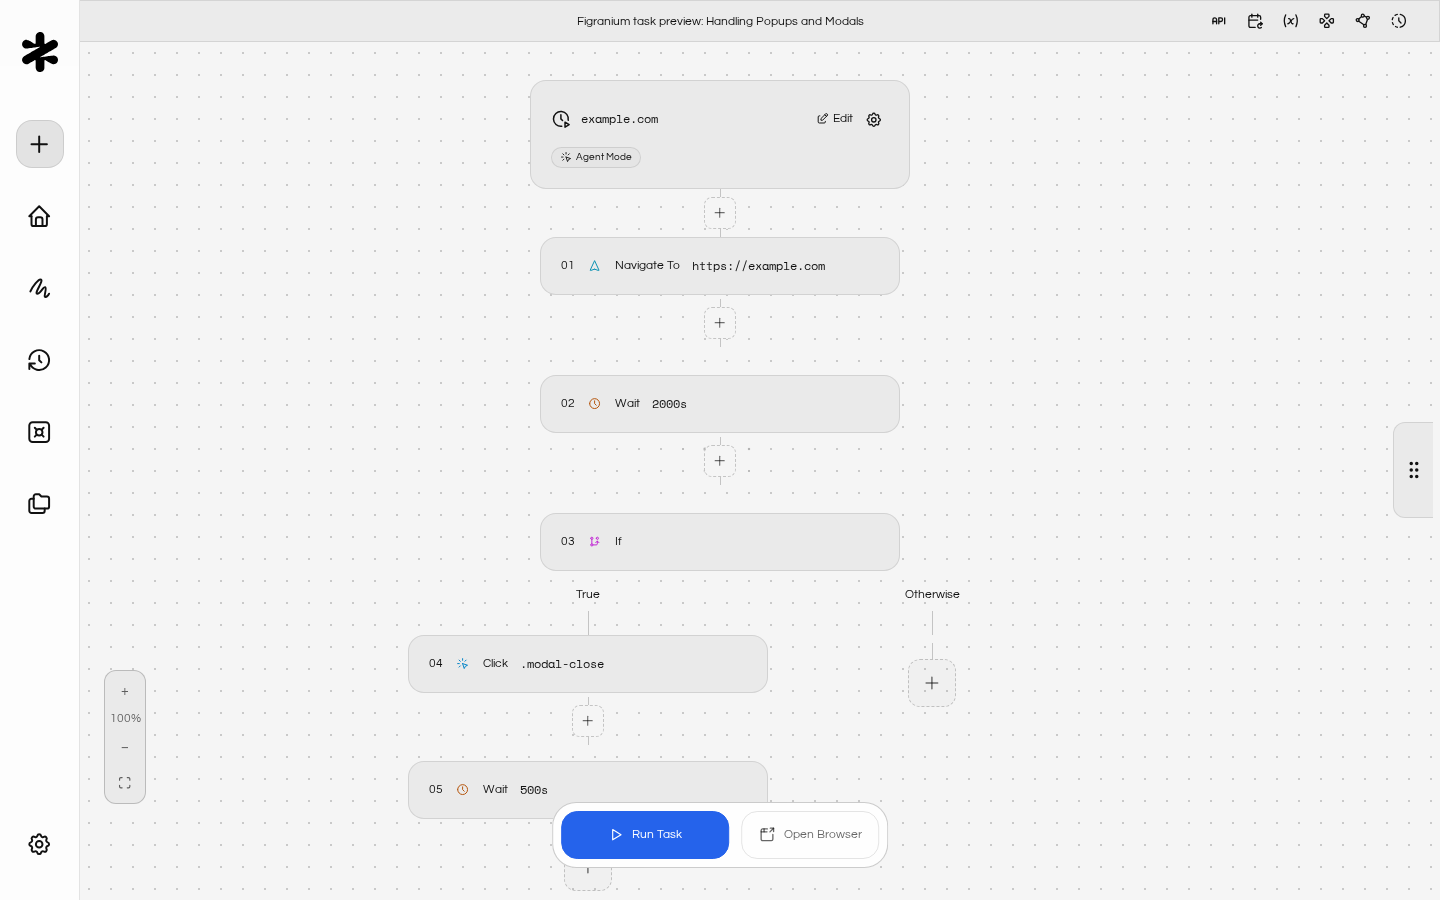 Figranium task preview: Handling Popups and Modals
API
example.com
Edit
Agent Mode
01 Navigate To https://example.com
02 Wait 2000s
03 If
True
Otherwise
04 Click .modal-close
100%
05 Wait 500s
Run Task
Open Browser